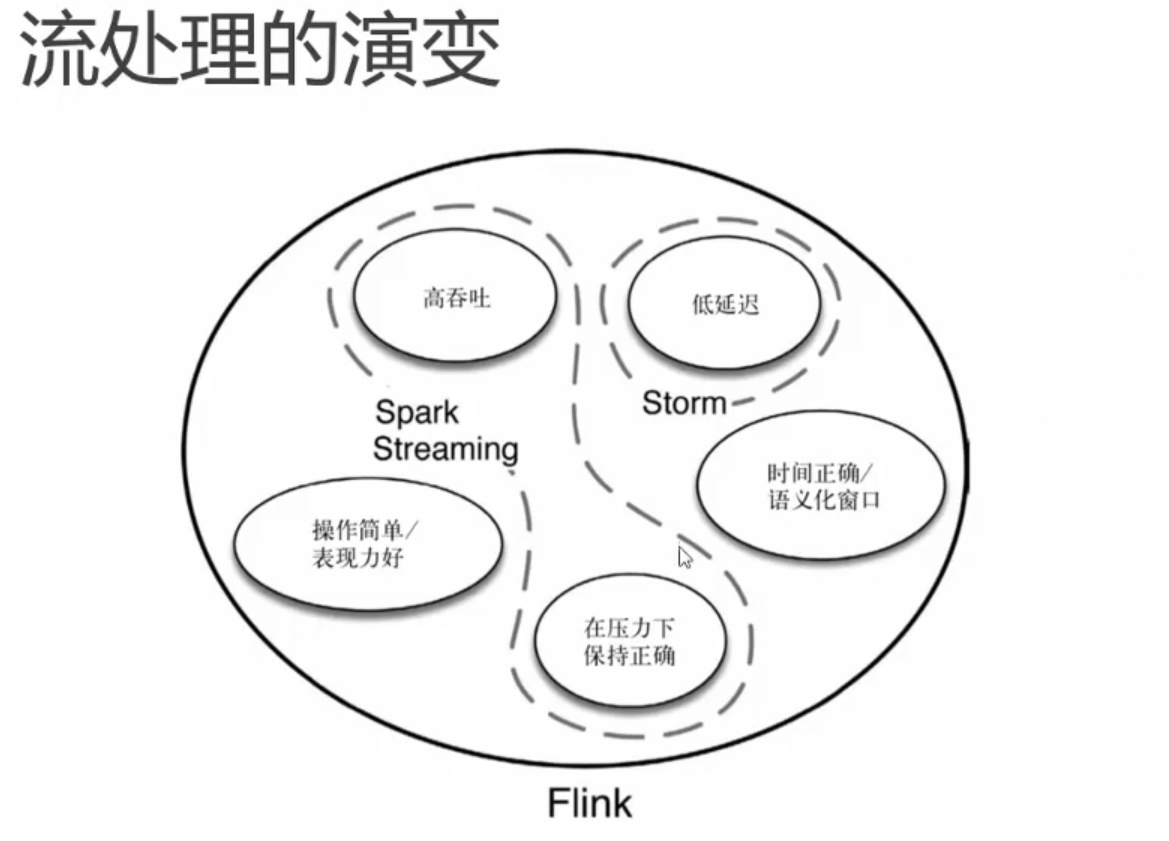 流处理的演变
高吞吐
低延迟
Spark
Streaming
Storm
时间正确/
语义化窗口
操作简单/
表现力好
在压力下
保持正确
Flink